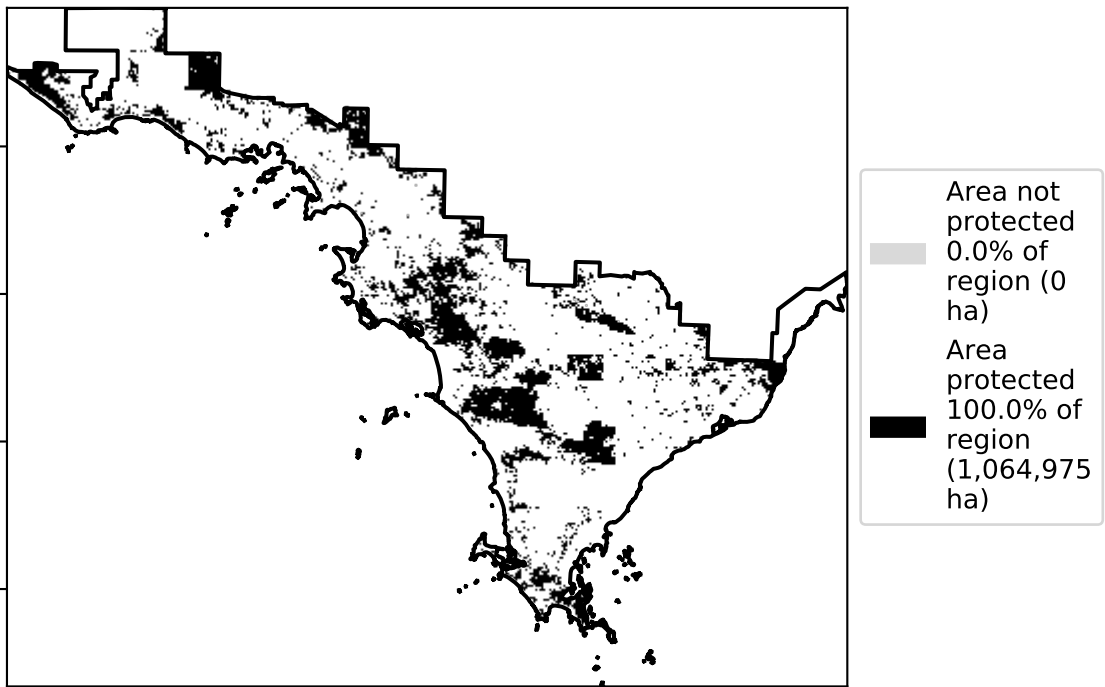 Area not
protected
0.0% of
region (0
ha)
Area
protected
100.0% of
region
(1,064,975
ha)